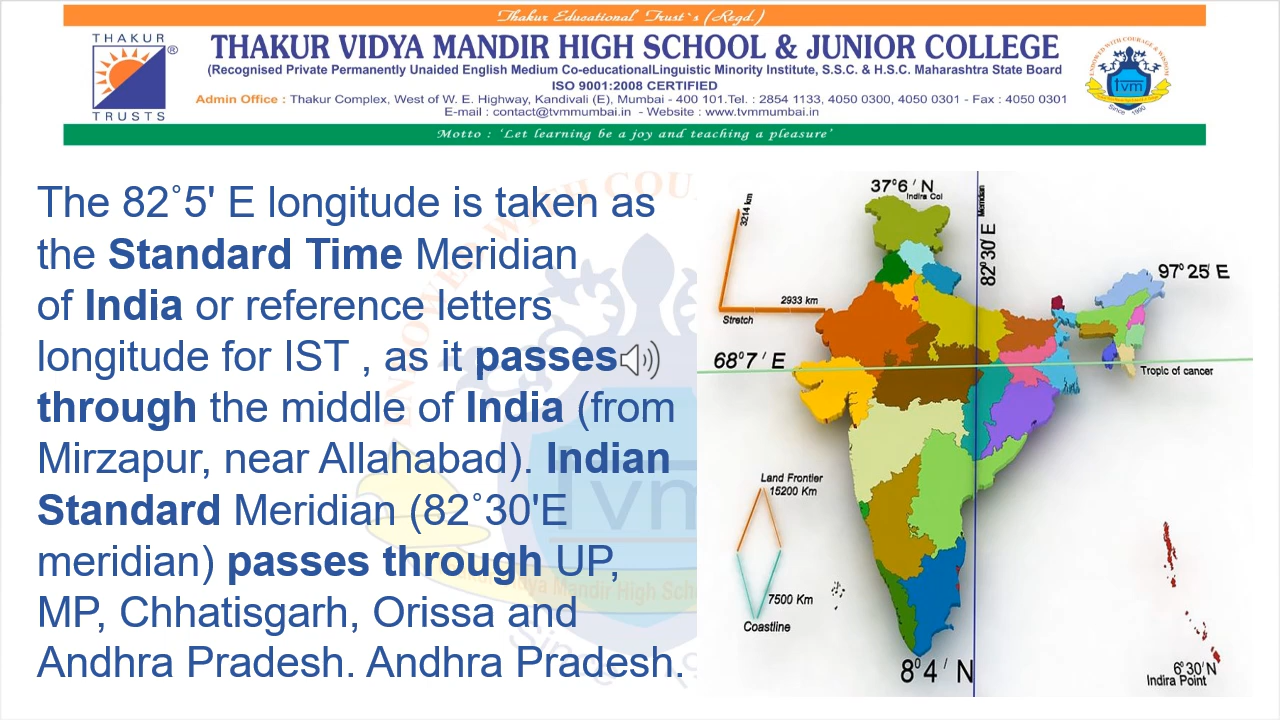 Thakur Educational Trust`s (Regd.)
THAKUR
TRUSTS
®
THAKUR VIDYA MANDIR HIGH SCHOOL & JUNIOR COLLEGE
(Recognised Private Permanently Unaided English Medium Co-educationalLinguistic Minority Institute, S.S.C. & H.S.C. Maharashtra State Board
ISO 9001:2008 CERTIFIED
Admin Office : Thakur Complex, West of W. E. Highway, Kandivali (E), Mumbai - 400 101.Tel. : 2854 1133, 4050 0300, 4050 0301 - Fax : 4050 0301
E-mail : contact@tvmmumbai.in - Website : www.tvmmumbai.in
tvm
Since 1990
Motto : 'Let learning be a joy and teaching a pleasure'
The 82˚5' E longitude is taken as
the Standard Time Meridian
of India or reference letters
longitude for IST , as it passes
through the middle of India (from
Mirzapur, near Allahabad). Indian
Standard Meridian (82˚30'E
meridian) passes through UP,
MP, Chhatisgarh, Orissa and
Andhra Pradesh. Andhra Pradesh.
37°6' N
Indira Col
3214 km
2933 km
Stretch
Meridian
82°30' E
97°25' E
68°7' E
Tropic of cancer
Land Frontier
15200 Km
7500 Km
Coastline
8°4' N
6°30' N
Indira Point